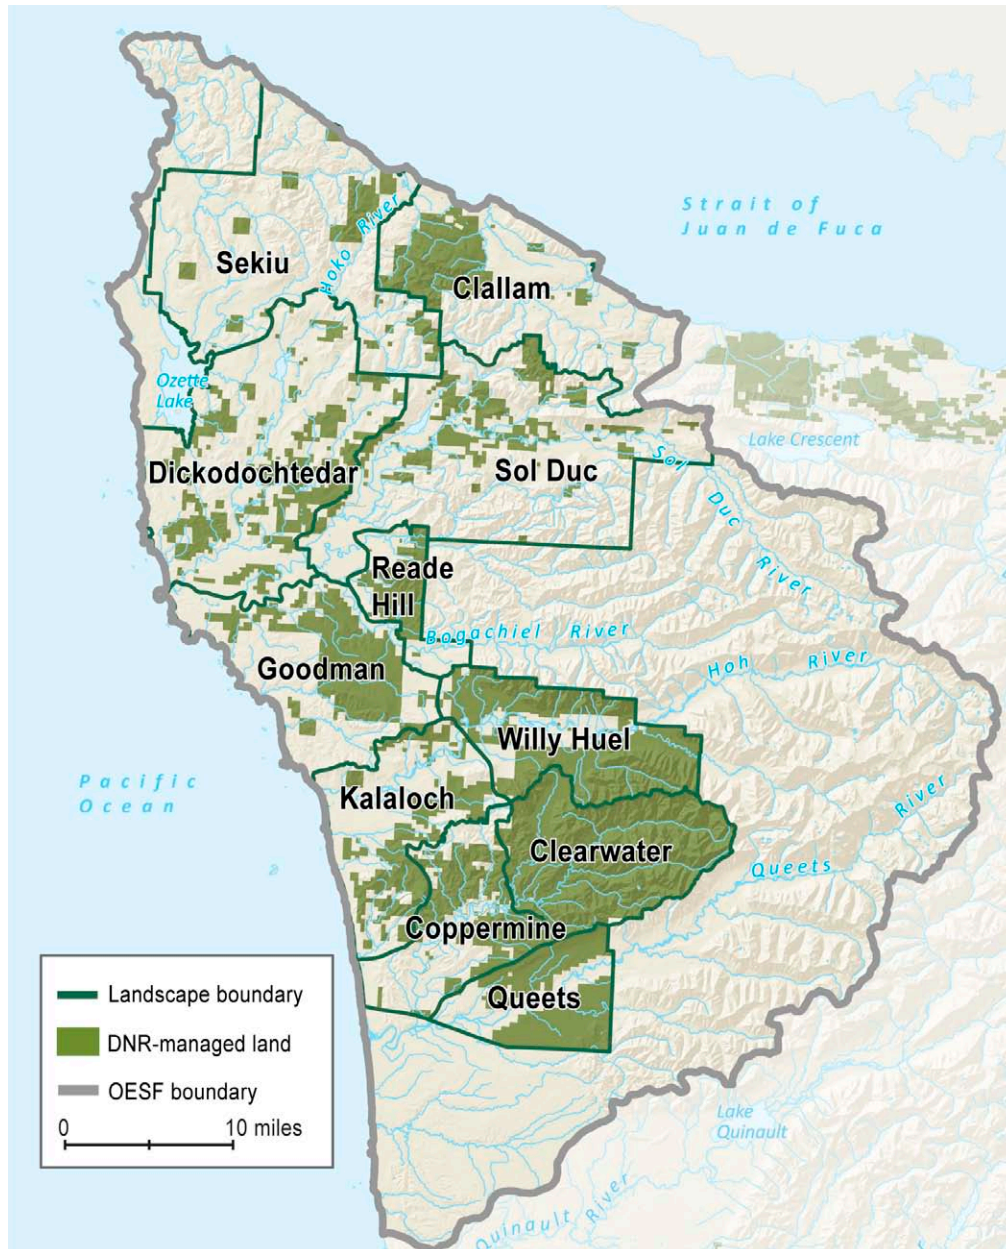 Strait of
Juan de Fuca
Hoko River
Sekiu
Clallam
Ozette
Lake
Lake Crescent
Dickodochtedar
Sol Duc
Sol Duc River
Reade
Hill
Bogachiel River
Hoh River
Goodman
Willy Huel
Pacific
Ocean
Kalaloch
River
Clearwater
Queets
Coppermine
Queets
Landscape boundary
DNR-managed land
OESF boundary
0 10 miles
Lake
Quinault
Quinault River